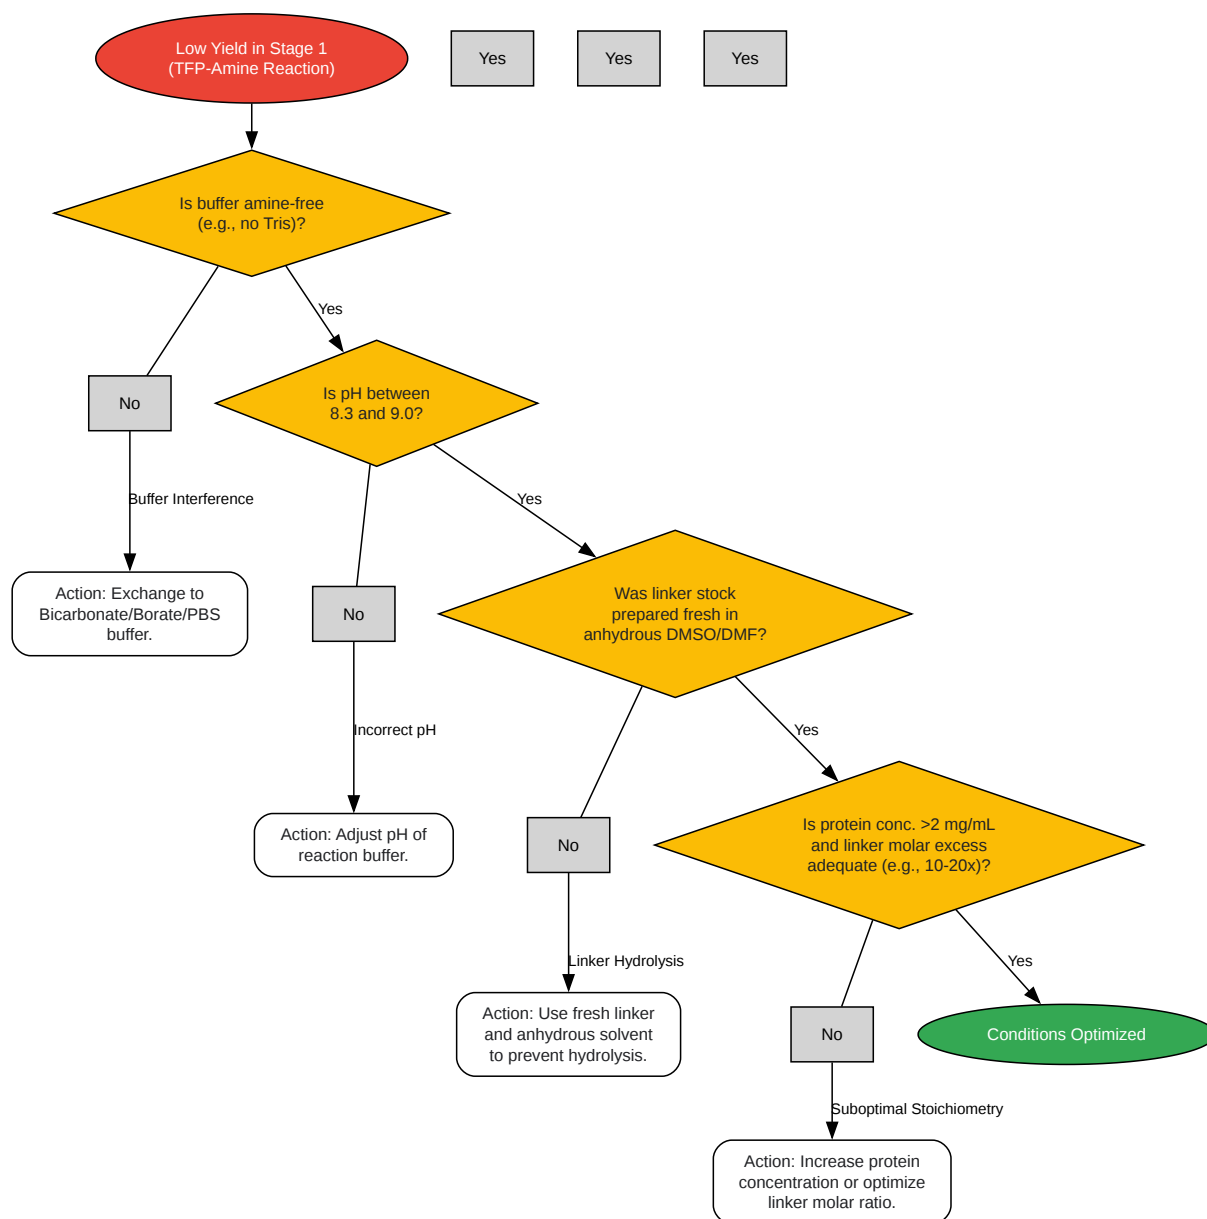 Low Yield in Stage 1
(TFP-Amine Reaction)
Yes
Yes
Yes
Is buffer amine-free
(e.g., no Tris)?
Yes
No
Is pH between
8.3 and 9.0?
Buffer Interference
Yes
Action: Exchange to
Bicarbonate/Borate/PBS
buffer.
No
Was linker stock
prepared fresh in
anhydrous DMSO/DMF?
Incorrect pH
Yes
Action: Adjust pH of
reaction buffer.
No
Is protein conc. >2 mg/mL
and linker molar excess
adequate (e.g., 10-20x)?
Linker Hydrolysis
Yes
Action: Use fresh linker
and anhydrous solvent
to prevent hydrolysis.
No
Conditions Optimized
Suboptimal Stoichiometry
Action: Increase protein
concentration or optimize
linker molar ratio.